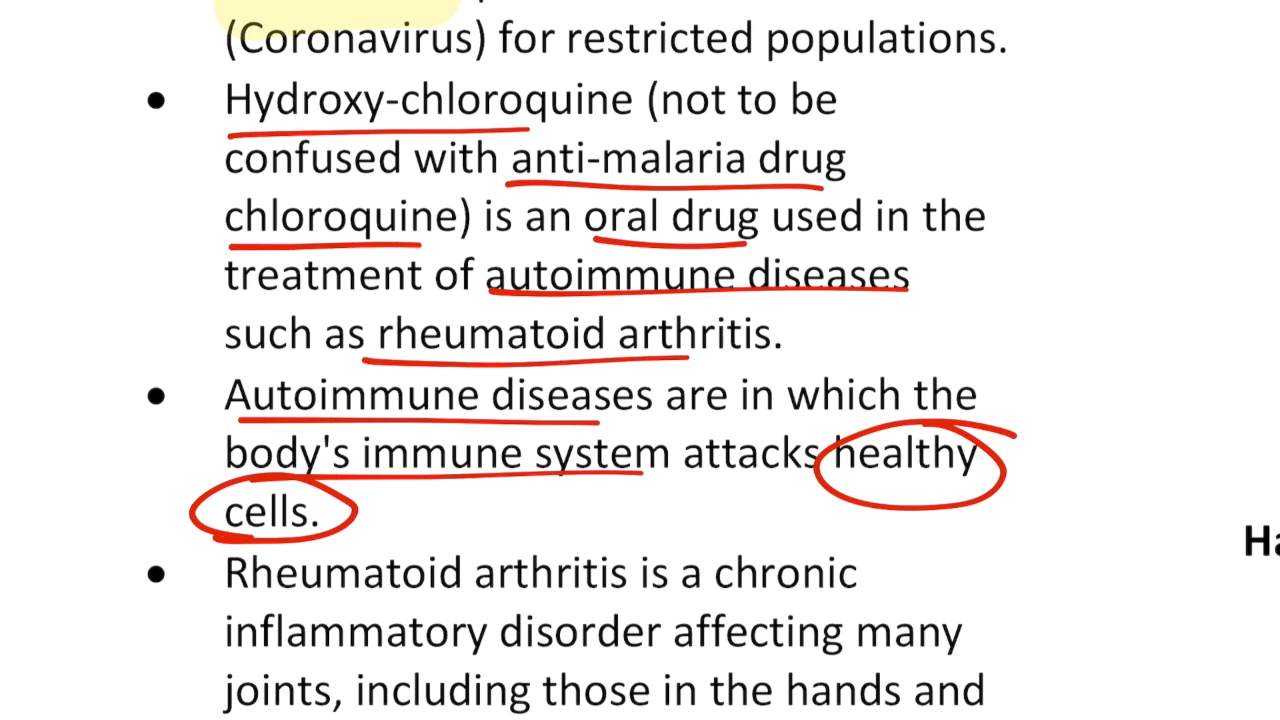 (Coronavirus) for restricted populations.
• Hydroxy-chloroquine (not to be
confused with anti-malaria drug
chloroquine) is an oral drug used in the
treatment of autoimmune diseases
such as rheumatoid arthritis.
• Autoimmune diseases are in which the
body's immune system attacks healthy
cells.
• Rheumatoid arthritis is a chronic
inflammatory disorder affecting many
joints, including those in the hands and
Ha